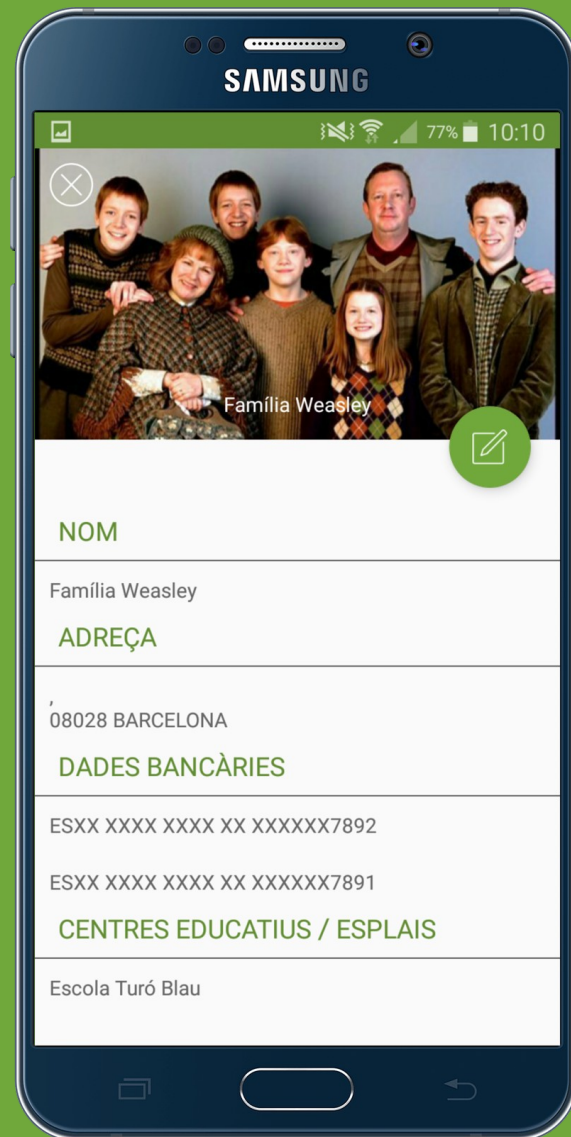 SAMSUNG
77% 10:10
Família Weasley
NOM
Família Weasley
ADREÇA
,
08028 BARCELONA
DADES BANCÀRIES
ESXX XXXX XXXX XX XXXXXX7892
ESXX XXXX XXXX XX XXXXXX7891
CENTRES EDUCATIUS / ESPLAIS
Escola Turó Blau